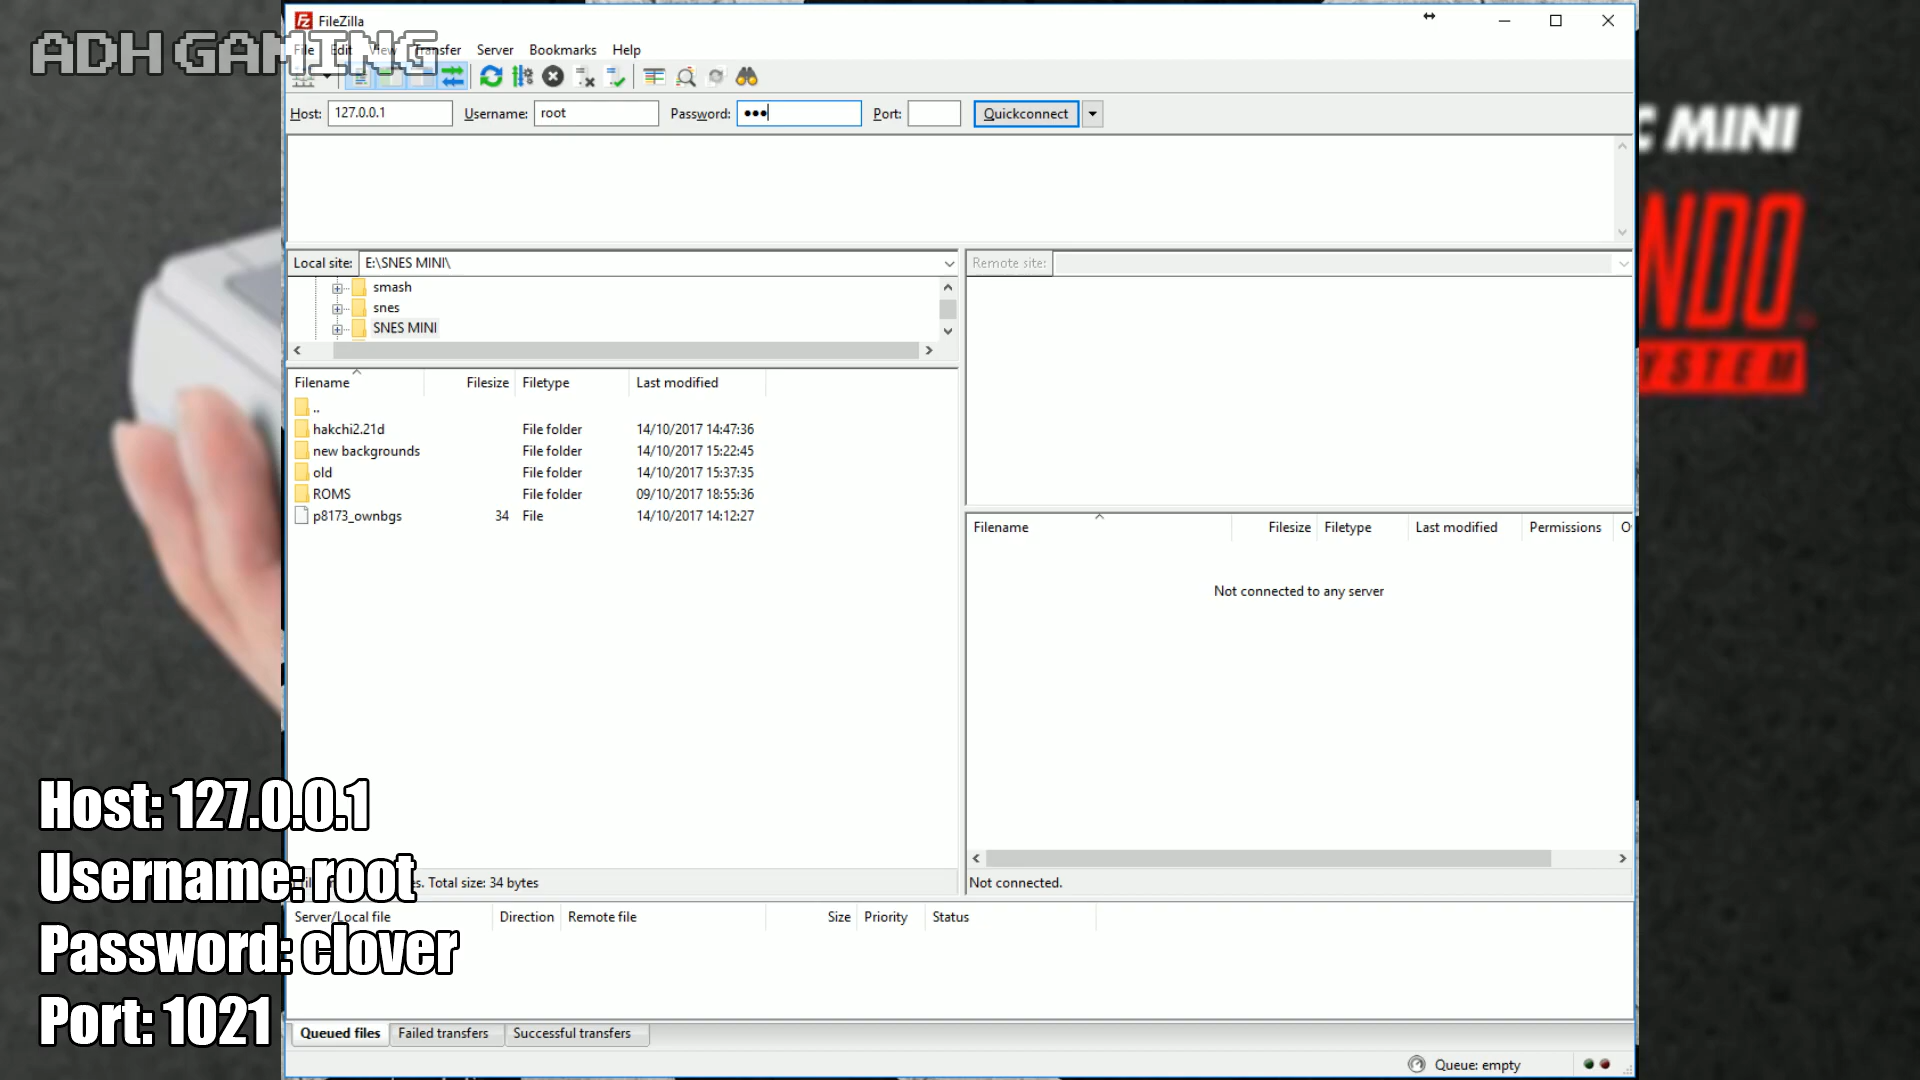 FileZilla
ADH GAMING
File Edit View Transfer Server Bookmarks Help
Host: 127.0.0.1 Username: root Password: ●●● Port: Quickconnect
C MINI
NDO
SYSTEM
Local site: E:\SNES MINI\
smash
snes
SNES MINI
Remote site:
Filename Filesize Filetype Last modified
..
hakchi2.21d File folder 14/10/2017 14:47:36
new backgrounds File folder 14/10/2017 15:22:45
old File folder 14/10/2017 15:37:35
ROMS File folder 09/10/2017 18:55:36
p8173_ownbgs 34 File 14/10/2017 14:12:27
Filename Filesize Filetype Last modified Permissions O
Not connected to any server
Host: 127.0.0.1
Username: root
Password: clover
Port: 1021
s. Total size: 34 bytes
Not connected.
Server/Local file Direction Remote file Size Priority Status
Queued files Failed transfers Successful transfers
Queue: empty